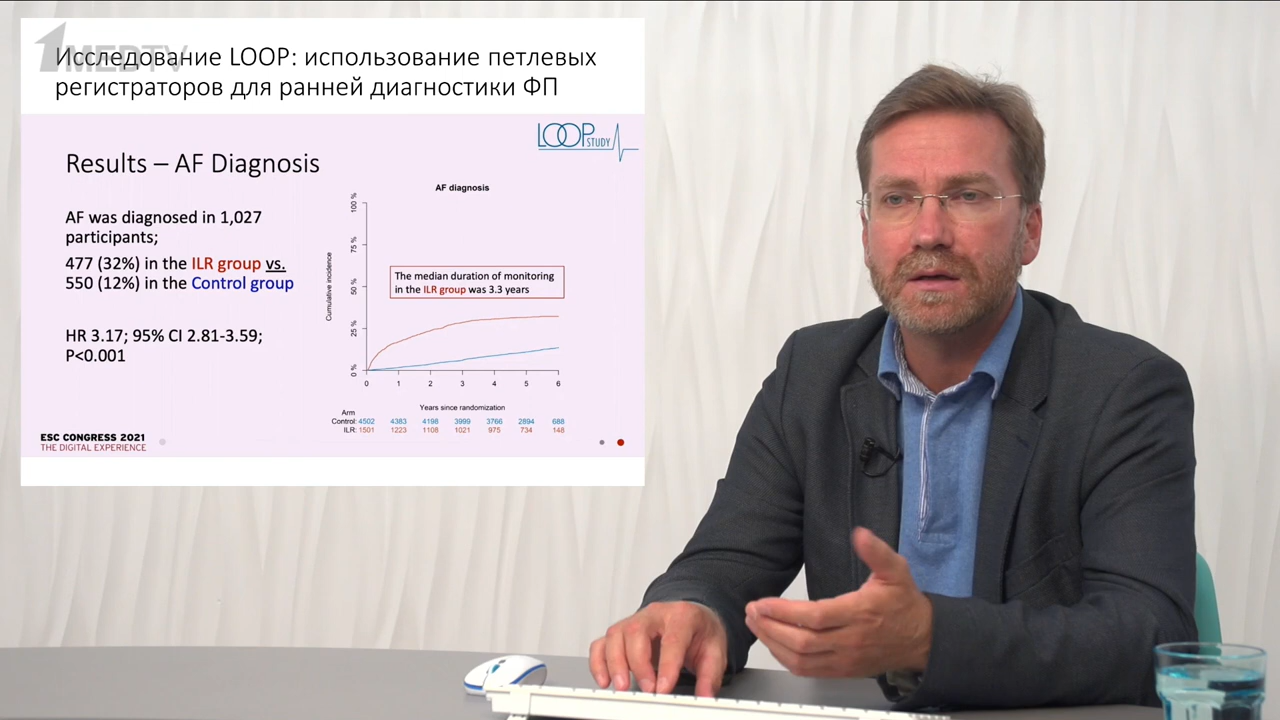 1MEDTV
Исследование LOOP: использование петлевых
регистраторов для ранней диагностики ФП
LOOP STUDY
Results – AF Diagnosis
AF was diagnosed in 1,027
participants;
477 (32%) in the ILR group vs.
550 (12%) in the Control group
HR 3.17; 95% CI 2.81-3.59;
P<0.001
AF diagnosis
100 %
75 %
50 %
25 %
0 %
Cumulative incidence
The median duration of monitoring
in the ILR group was 3.3 years
0 1 2 3 4 5 6
Years since randomization
Arm
Control: 4502 4383 4198 3999 3766 2894 688
ILR: 1501 1223 1108 1021 975 734 148
ESC CONGRESS 2021
THE DIGITAL EXPERIENCE